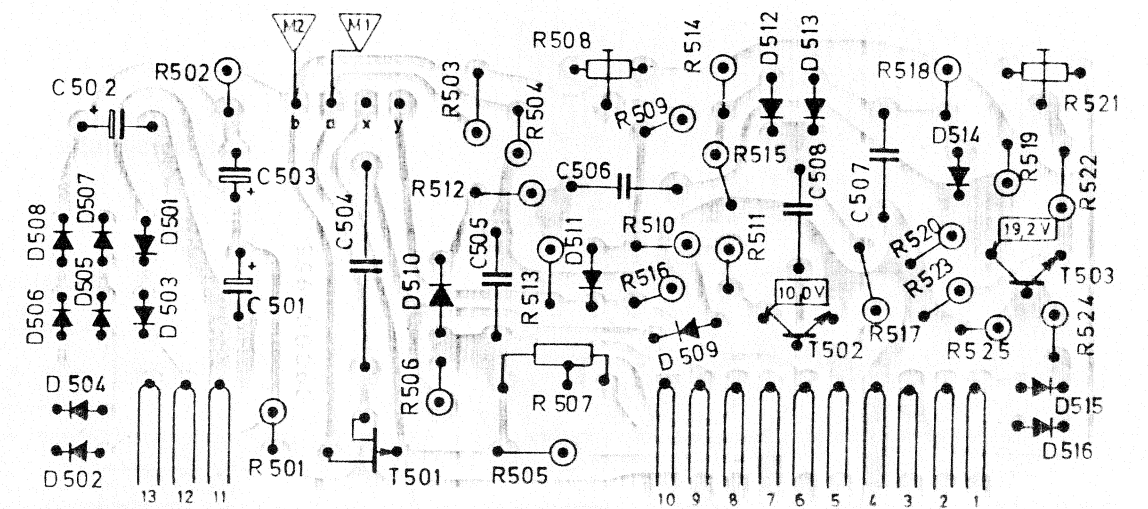 M2
M1
C502
R502
b
a
x
y
R503
R504
R508
R509
R514
D512
D513
R518
R521
C503
R512
C506
R515
C508
C507
D514
R519
R522
D508
D507
D501
C504
C505
D511
R510
R511
R520
19,2V
D505
D506
D503
C501
D510
R513
R516
10,0V
R523
T503
D509
T502
R517
R525
R524
D504
R506
R507
D515
D502
R501
T501
R505
D516
13
12
11
10
9
8
7
6
5
4
3
2
1